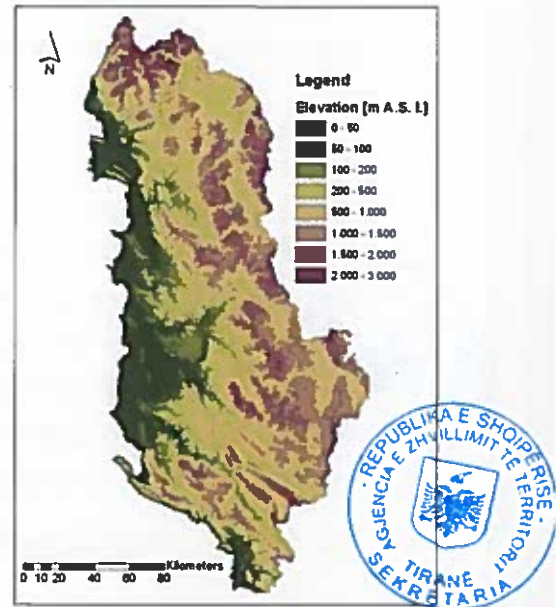 N
Legend
Elevation [m A.S. l.]
0 - 50
50 - 100
100 - 200
200 - 500
500 - 1.000
1.000 - 1.500
1.500 - 2.000
2 000 - 3 000
Kilometers
0 10 20 40 60 80
REPUBLIKA E SHQIPËRISË
AGJENCIA E ZHVILLIMIT TË TERRITORIT
TIRANË
SEKRETARIA